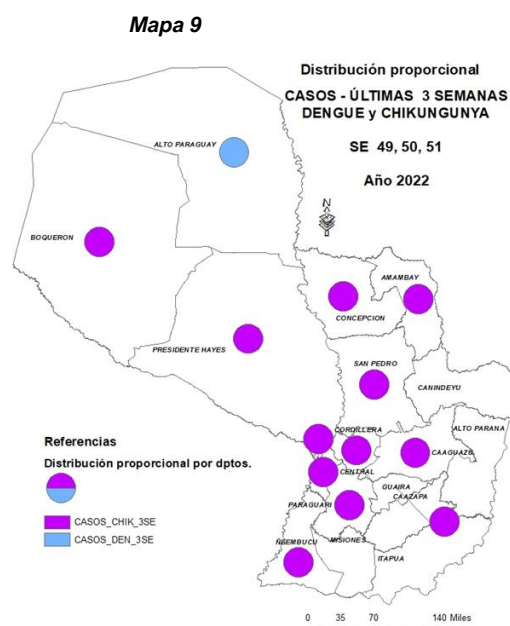 Mapa 9
Distribución proporcional
CASOS - ÚLTIMAS 3 SEMANAS
DENGUE y CHIKUNGUNYA
SE 49, 50, 51
Año 2022
N
ALTO PARAGUAY
BOQUERON
AMAMBAY
CONCEPCION
PRESIDENTE HAYES
SAN PEDRO
CANINDEYU
CORDILLERA
ALTO PARANA
CAAGUAZU
CENTRAL
GUAIRA
CAAZAPA
PARAGUARI
MISIONES
ÑEEMBUCU
ITAPUA
Referencias
Distribución proporcional por dptos.
CASOS_CHIK_3SE
CASOS_DEN_3SE
0 35 70 140 Miles